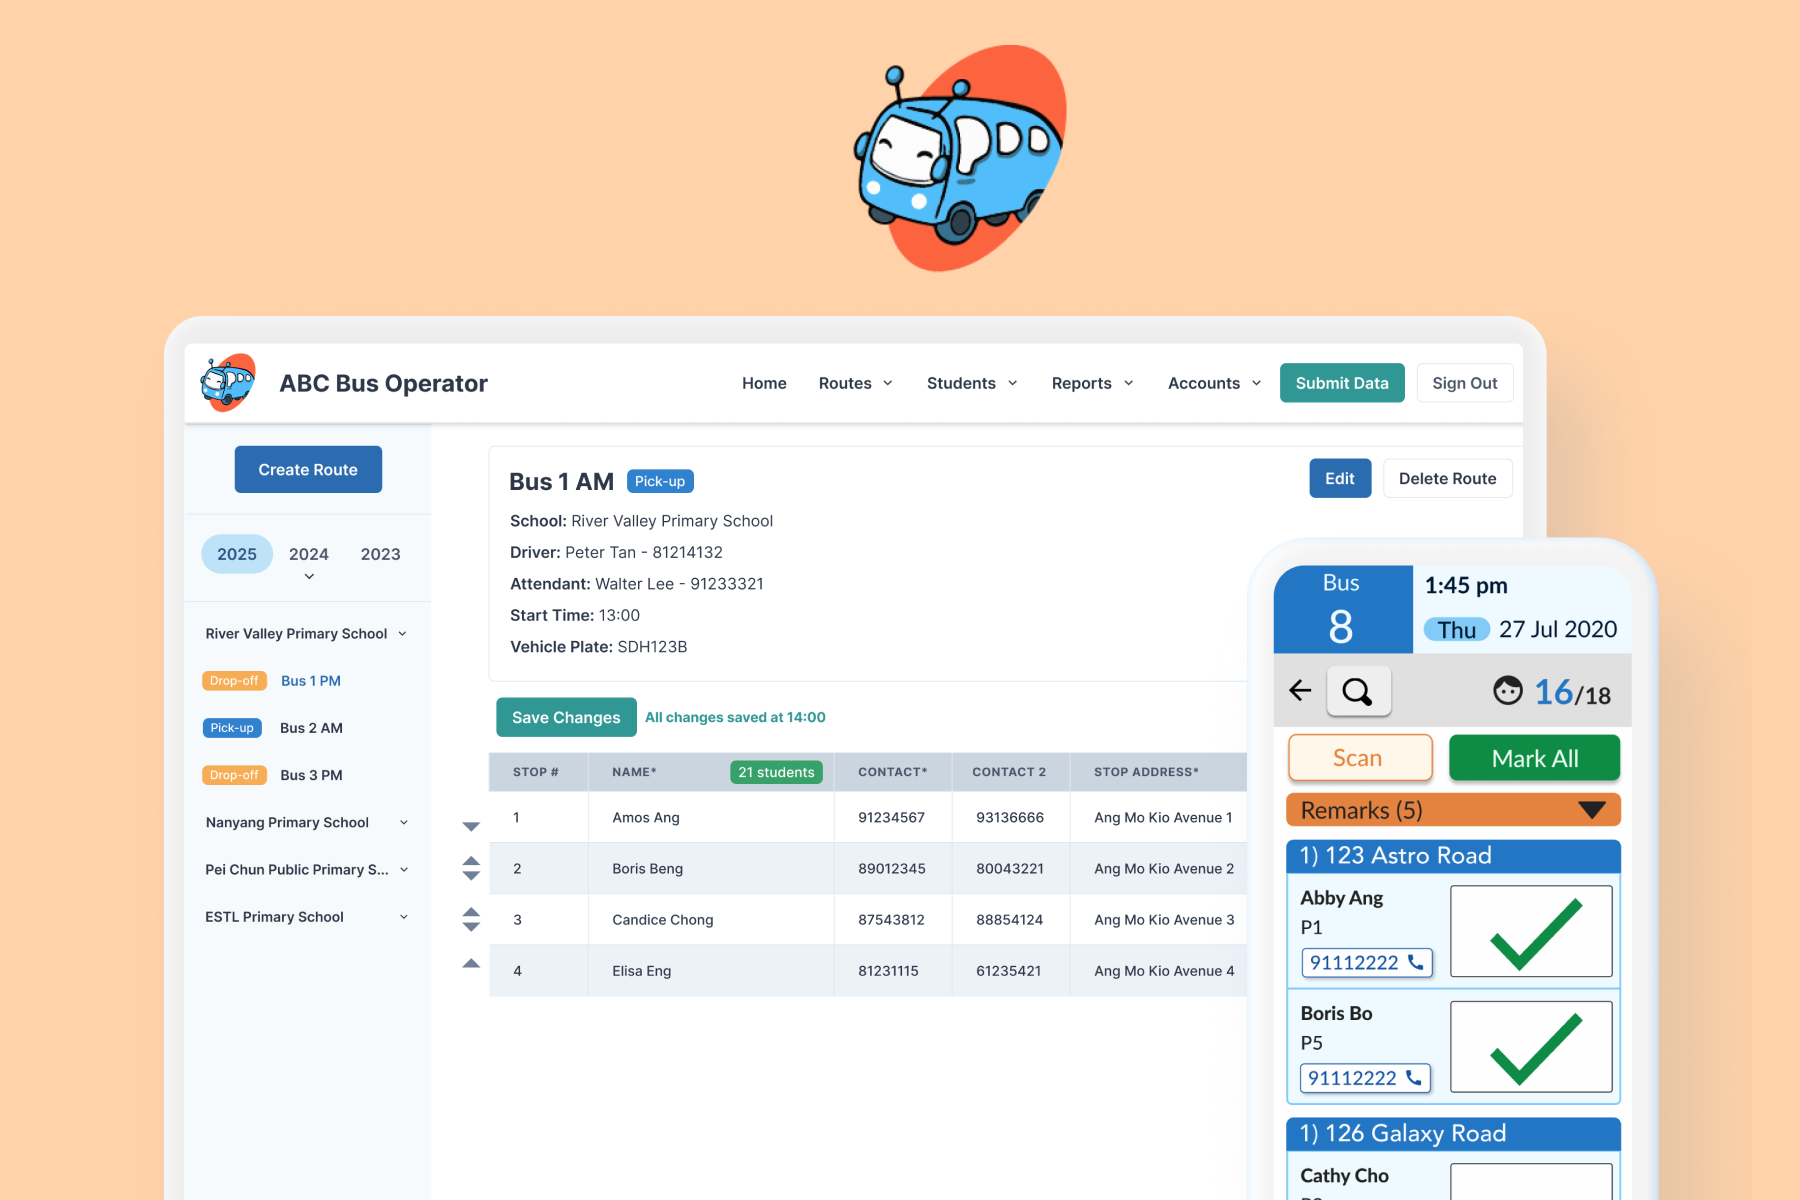 ABC Bus Operator
Home Routes Students Reports Accounts Submit Data Sign Out
Create Route
2025 2024 2023
River Valley Primary School
Drop-off Bus 1 PM
Pick-up Bus 2 AM
Drop-off Bus 3 PM
Nanyang Primary School
Pei Chun Public Primary S...
ESTL Primary School
Bus 1 AM Pick-up
Edit Delete Route
School: River Valley Primary School
Driver: Peter Tan - 81214132
Attendant: Walter Lee - 91233321
Start Time: 13:00
Vehicle Plate: SDH123B
Save Changes All changes saved at 14:00
STOP # NAME* 21 students CONTACT* CONTACT 2 STOP ADDRESS*
1 Amos Ang 91234567 93136666 Ang Mo Kio Avenue 1
2 Boris Beng 89012345 80043221 Ang Mo Kio Avenue 2
3 Candice Chong 87543812 88854124 Ang Mo Kio Avenue 3
4 Elisa Eng 81231115 61235421 Ang Mo Kio Avenue 4
Bus
8
1:45 pm
Thu 27 Jul 2020
16/18
Scan Mark All
Remarks (5)
1) 123 Astro Road
Abby Ang
P1
91112222
Boris Bo
P5
91112222
1) 126 Galaxy Road
Cathy Cho